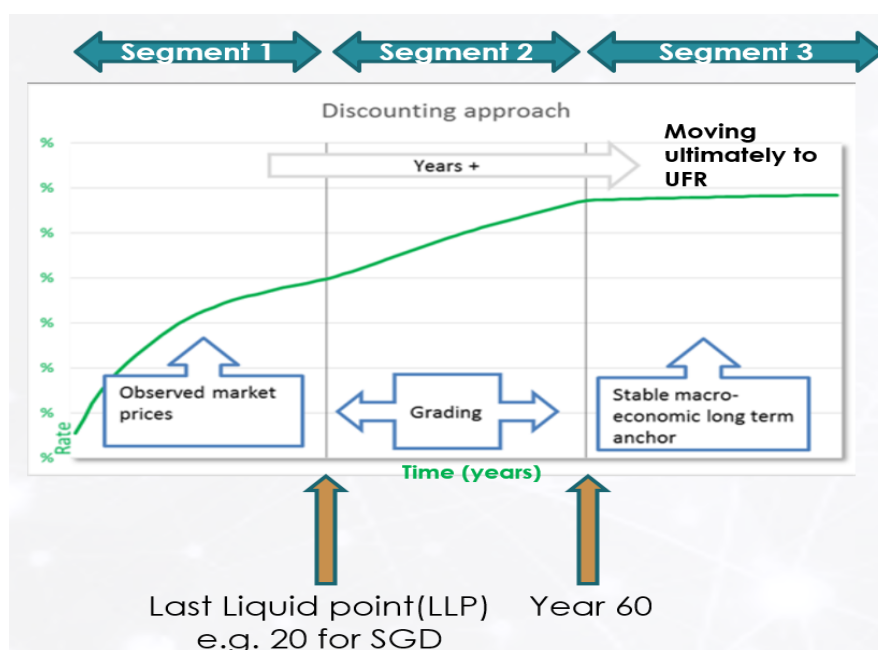 Segment 1
Segment 2
Segment 3
Discounting approach
Moving
ultimately to
UFR
Years +
%
%
%
%
%
%
%
%
Rate
Observed market
prices
Grading
Stable macro-
economic long term
anchor
Time (years)
Last Liquid point(LLP)
e.g. 20 for SGD
Year 60